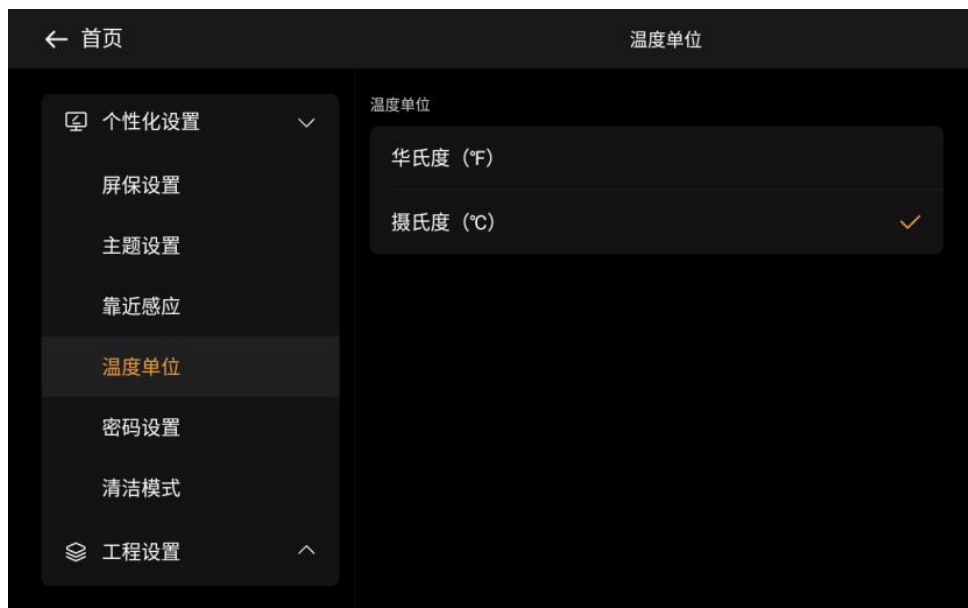 首页
温度单位
个性化设置
屏保设置
主题设置
靠近感应
温度单位
密码设置
清洁模式
工程设置
温度单位
华氏度（℉）
摄氏度（℃）